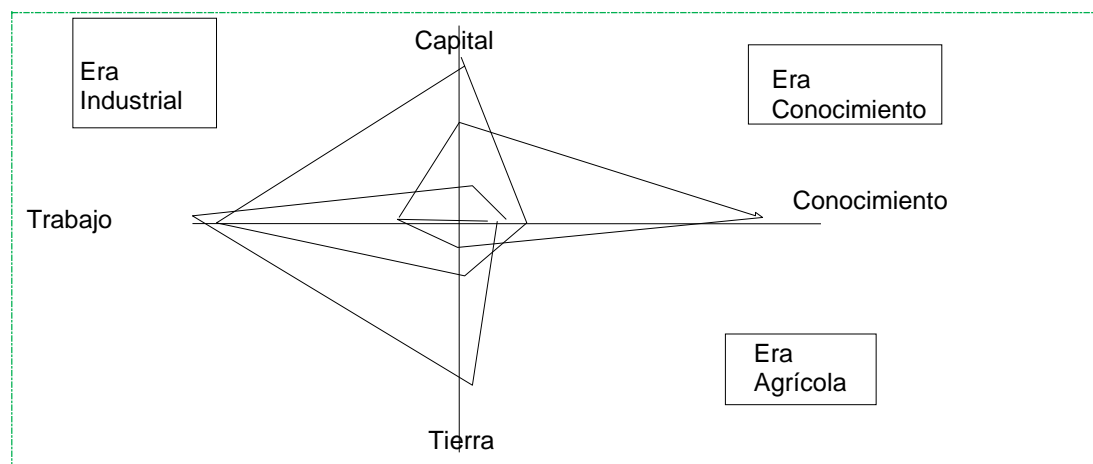 Capital
Era
Industrial
Era
Conocimiento
Trabajo
Conocimiento
Era
Agrícola
Tierra